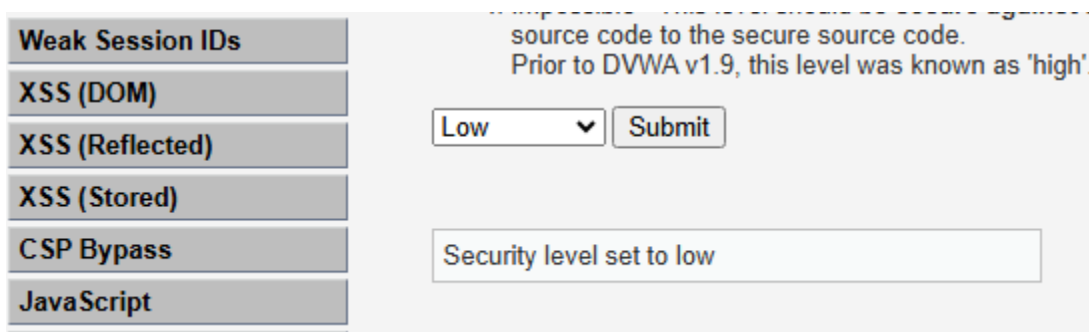 Weak Session IDs
XSS (DOM)
XSS (Reflected)
XSS (Stored)
CSP Bypass
JavaScript
source code to the secure source code.
Prior to DVWA v1.9, this level was known as 'high'.
Low
Submit
Security level set to low